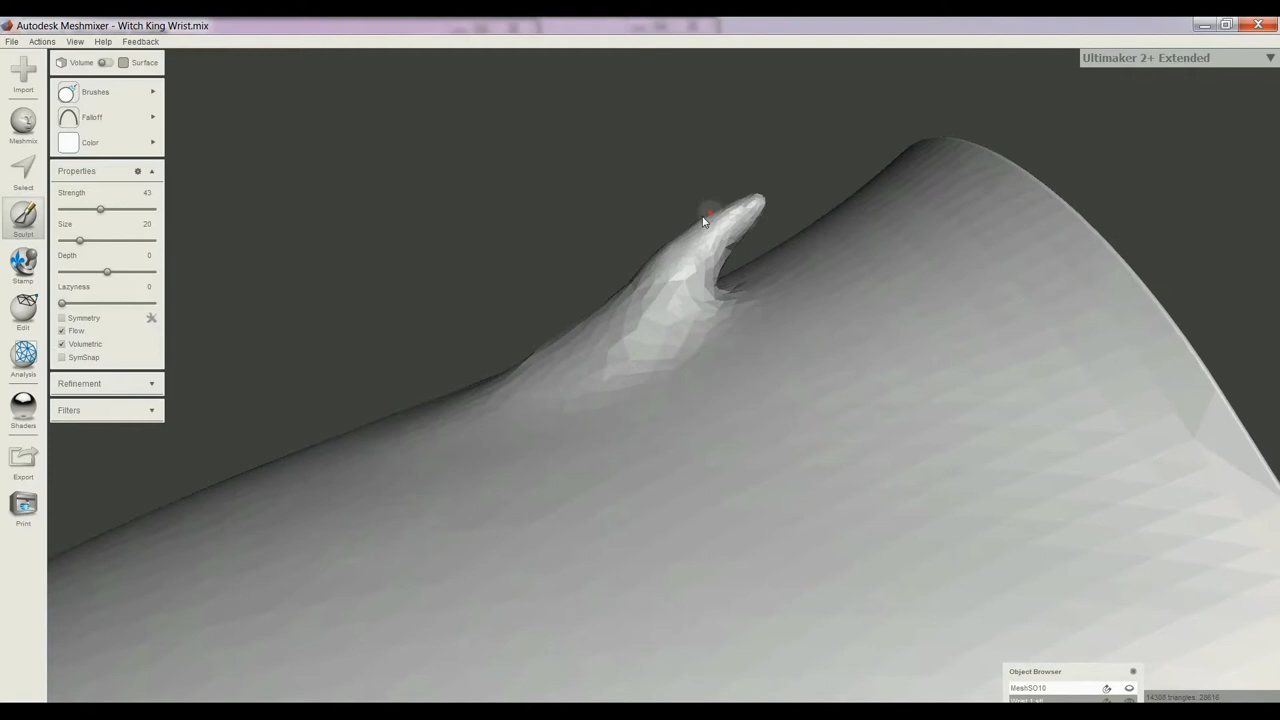 Autodesk Meshmixer - Witch King Wrist.mix
File Actions View Help Feedback
Ultimaker 2+ Extended
Volume Surface
Import
Brushes
Falloff
Meshmix
Color
Properties
Select
Strength 43
Size 20
Sculpt
Depth 0
Stamp
Lazyness 0
Symmetry
Edit
Flow
Volumetric
SymSnap
Analysis
Refinement
Filters
Shaders
Export
Print
Object Browser
MeshSO10